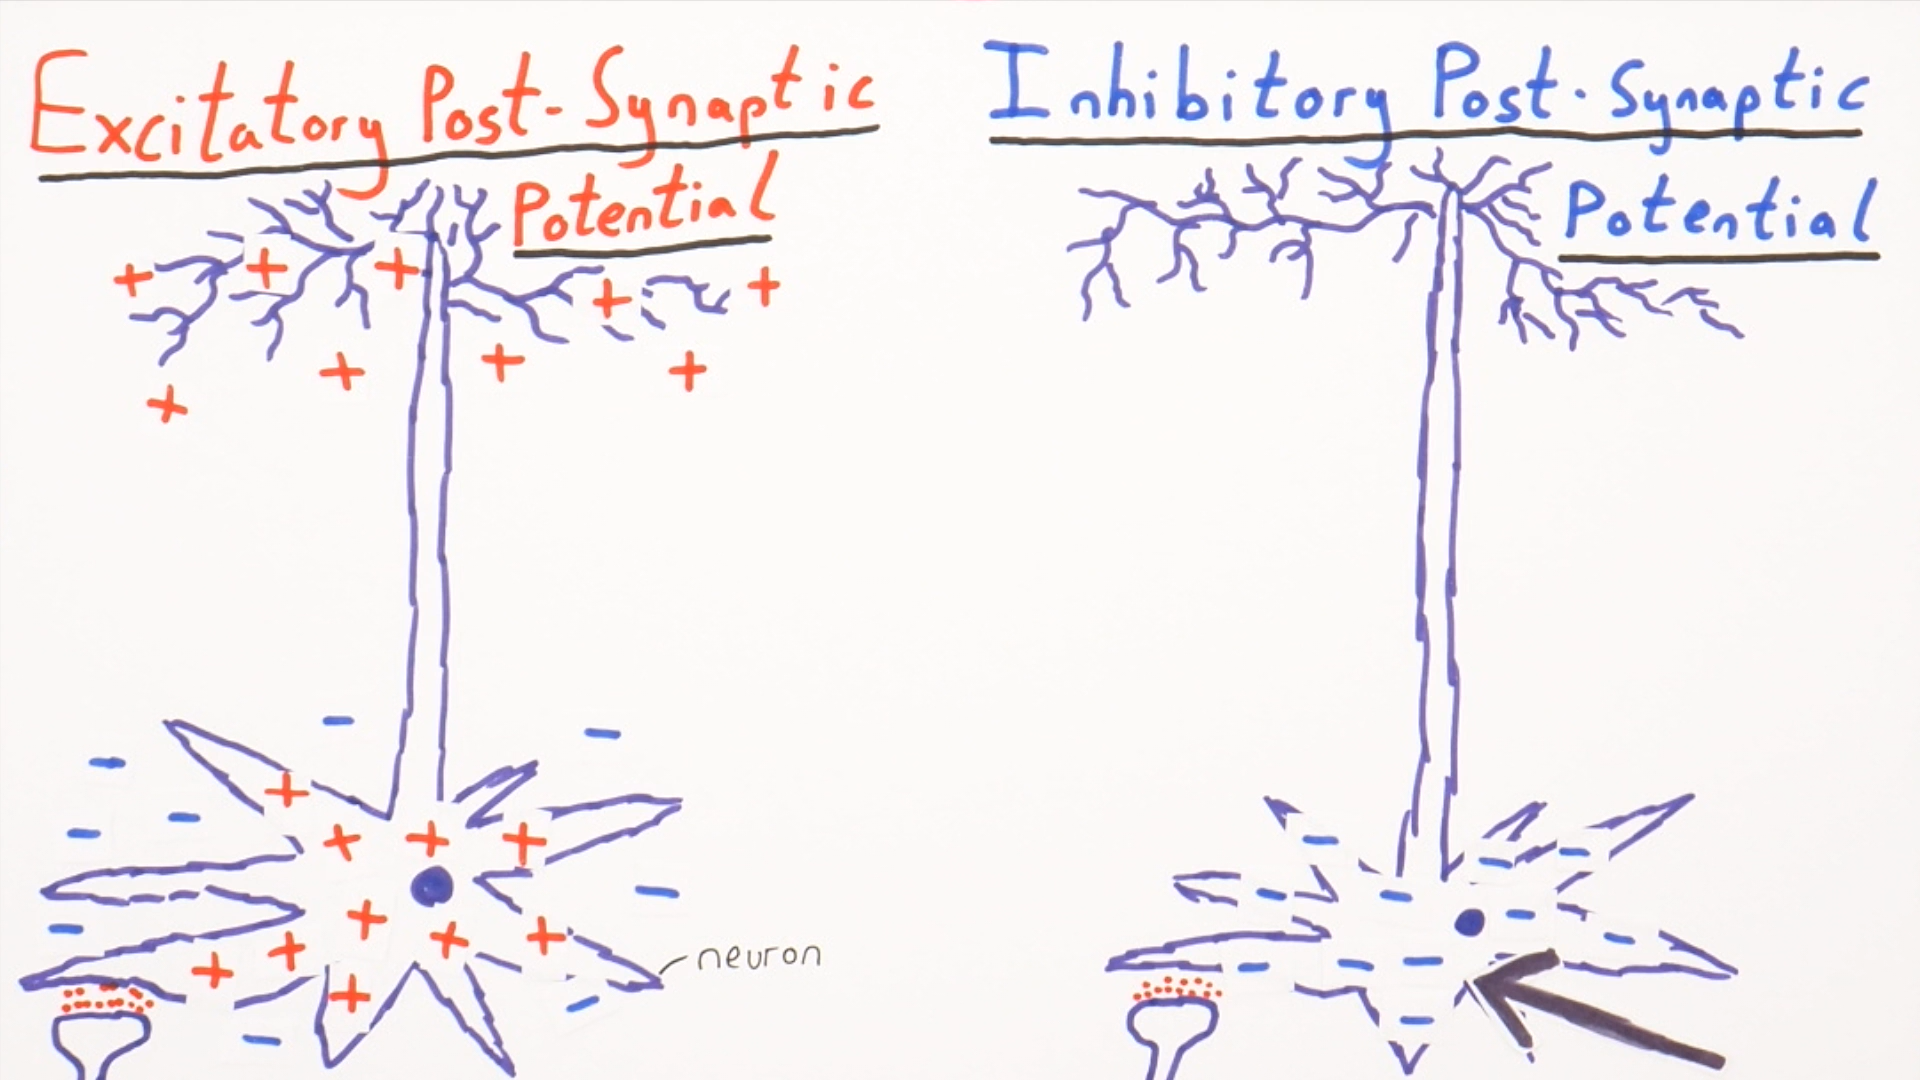 Excitatory Post-Synaptic
Potential
Inhibitory Post-Synaptic
Potential
neuron